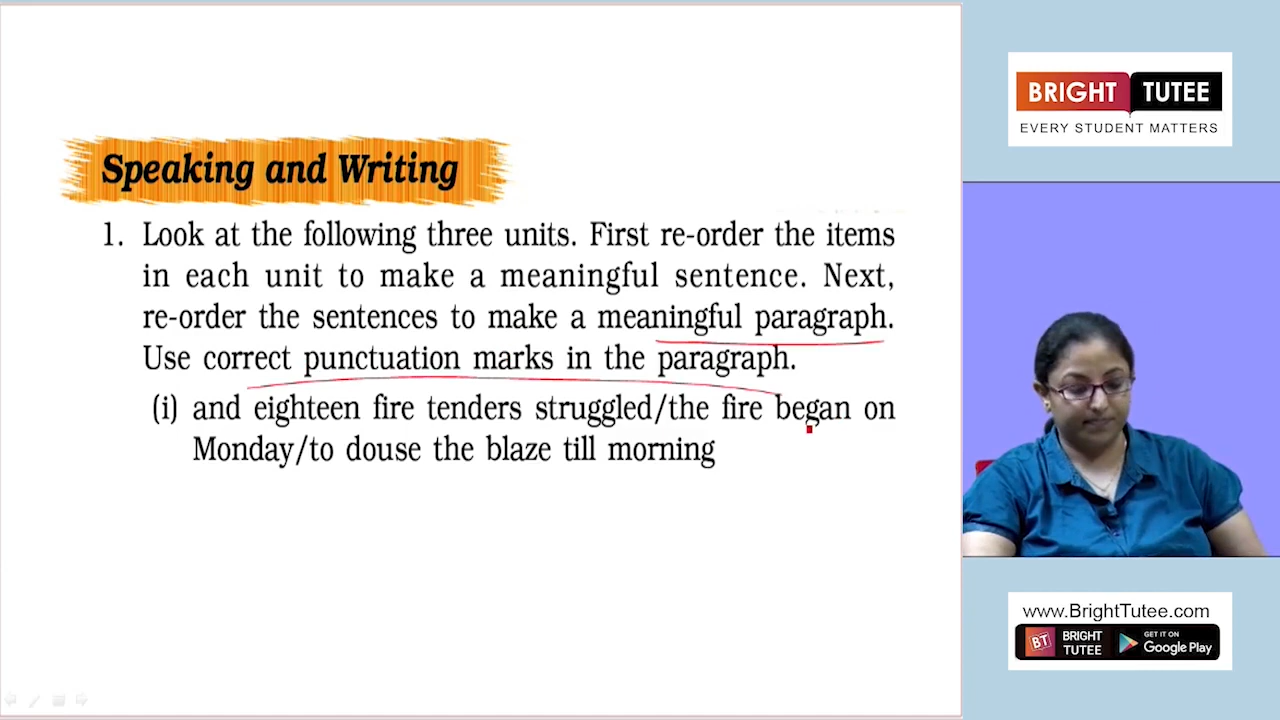 Speaking and Writing
1. Look at the following three units. First re-order the items
in each unit to make a meaningful sentence. Next,
re-order the sentences to make a meaningful paragraph.
Use correct punctuation marks in the paragraph.
(i) and eighteen fire tenders struggled/the fire began on
Monday/to douse the blaze till morning
BRIGHT TUTEE
EVERY STUDENT MATTERS
www.BrightTutee.com
BT
BRIGHT
TUTEE
GET IT ON
Google Play